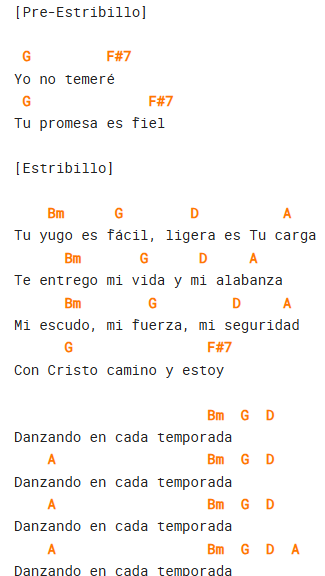 [Pre-Estribillo]
G F#7
Yo no temeré
G F#7
Tu promesa es fiel
[Estribillo]
Bm G D A
Tu yugo es fácil, ligera es Tu carga
Bm G D A
Te entrego mi vida y mi alabanza
Bm G D A
Mi escudo, mi fuerza, mi seguridad
G F#7
Con Cristo camino y estoy
Bm G D
Danzando en cada temporada
A Bm G D
Danzando en cada temporada
A Bm G D
Danzando en cada temporada
A Bm G D A
Danzando en cada temporada